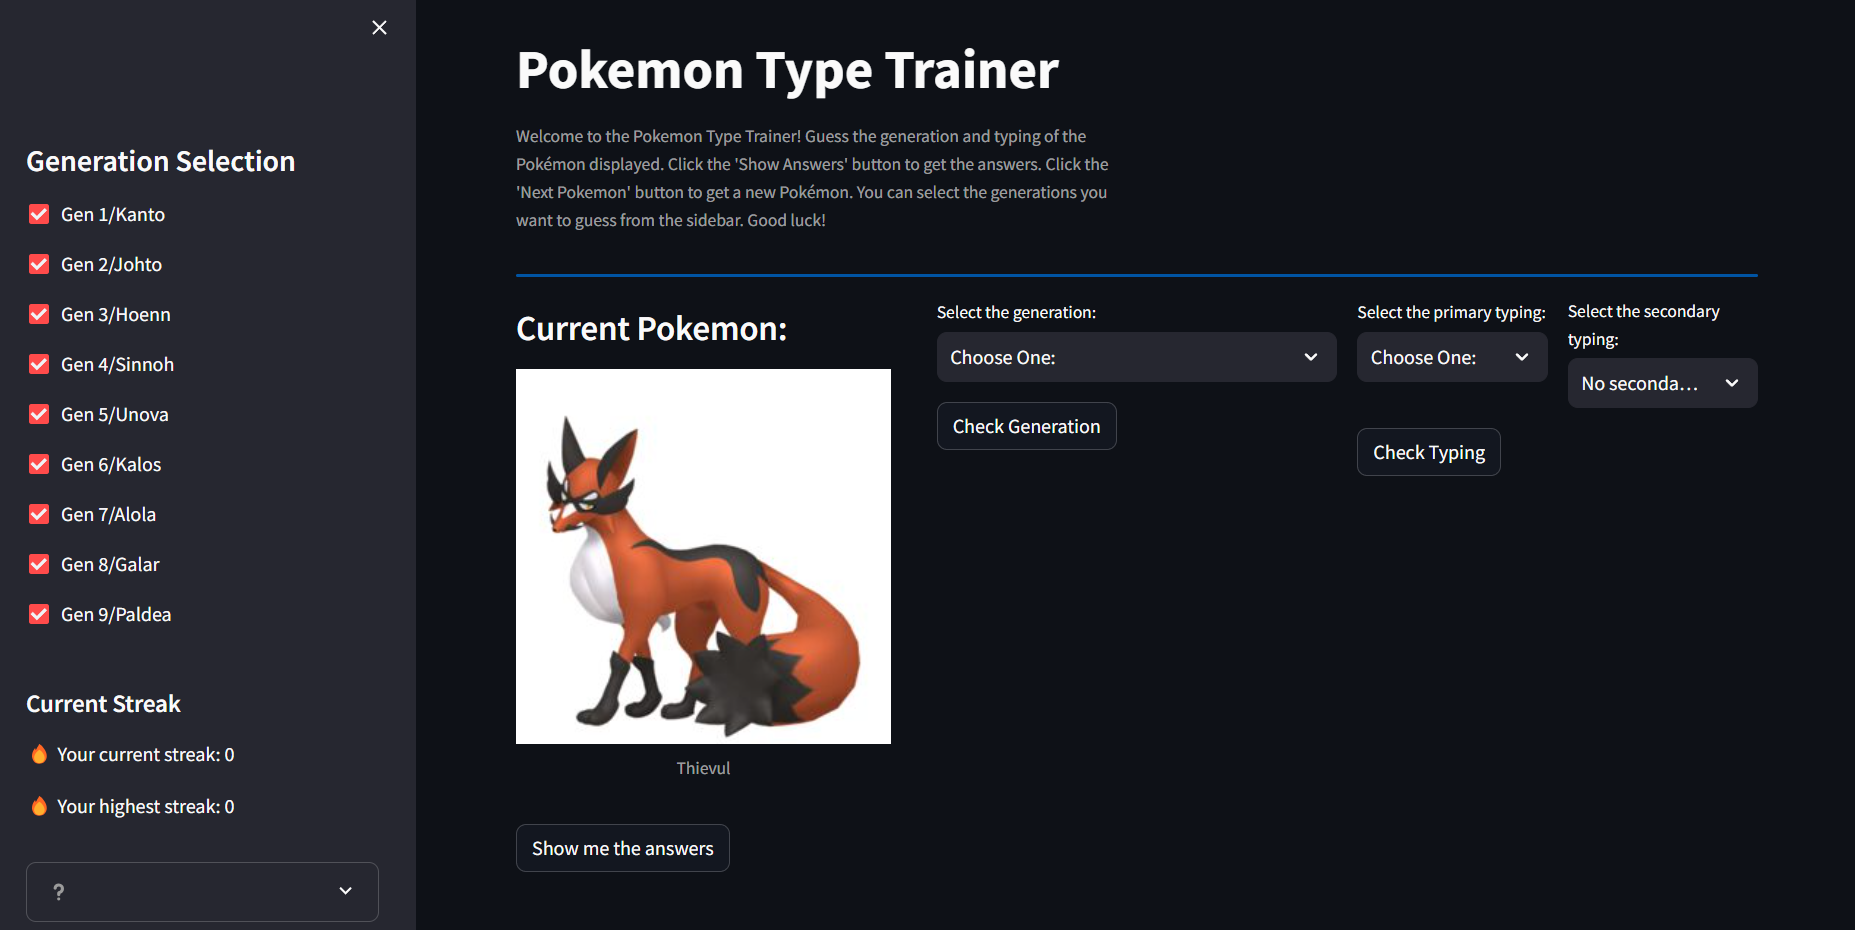 Generation Selection
Gen 1/Kanto
Gen 2/Johto
Gen 3/Hoenn
Gen 4/Sinnoh
Gen 5/Unova
Gen 6/Kalos
Gen 7/Alola
Gen 8/Galar
Gen 9/Paldea
Current Streak
Your current streak: 0
Your highest streak: 0
?
Pokemon Type Trainer
Welcome to the Pokemon Type Trainer! Guess the generation and typing of the
Pokémon displayed. Click the 'Show Answers' button to get the answers. Click the
'Next Pokemon' button to get a new Pokémon. You can select the generations you
want to guess from the sidebar. Good luck!
Current Pokemon:
Thievul
Show me the answers
Select the generation:
Choose One:
Check Generation
Select the primary typing:
Choose One:
Check Typing
Select the secondary
typing:
No seconda...